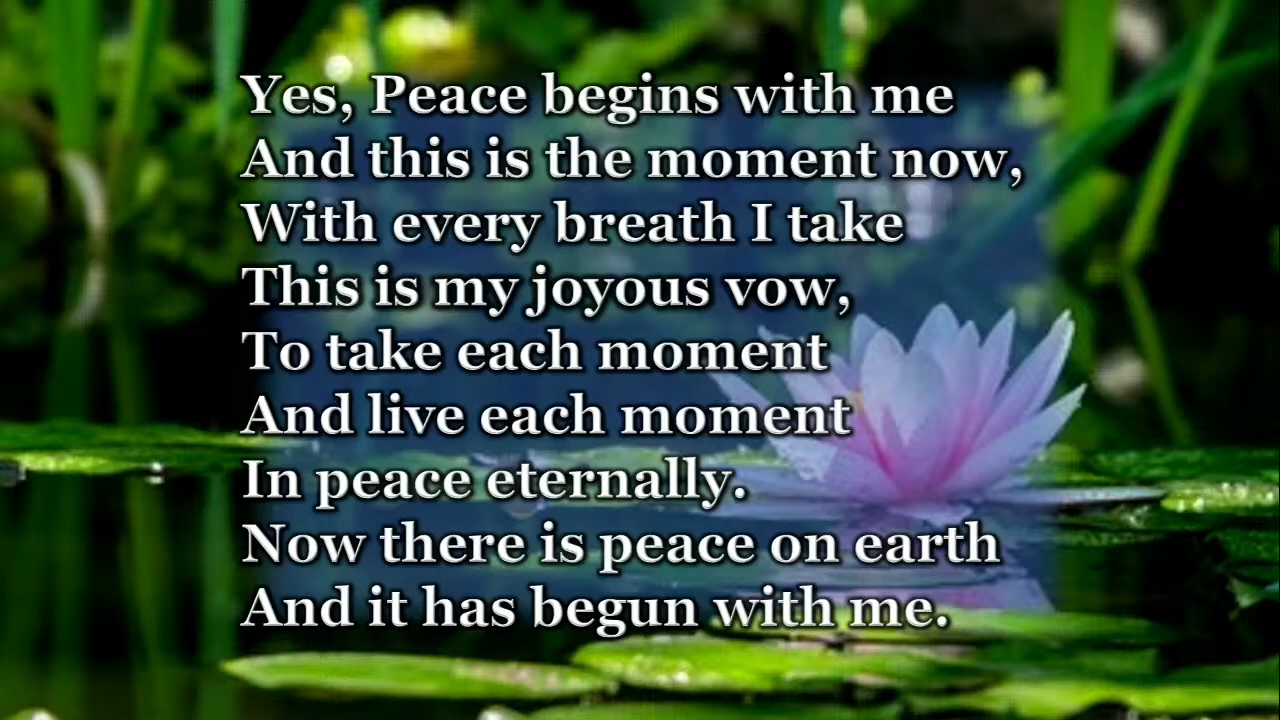 Yes, Peace begins with me
And this is the moment now,
With every breath I take
This is my joyous vow,
To take each moment
And live each moment
In peace eternally.
Now there is peace on earth
And it has begun with me.